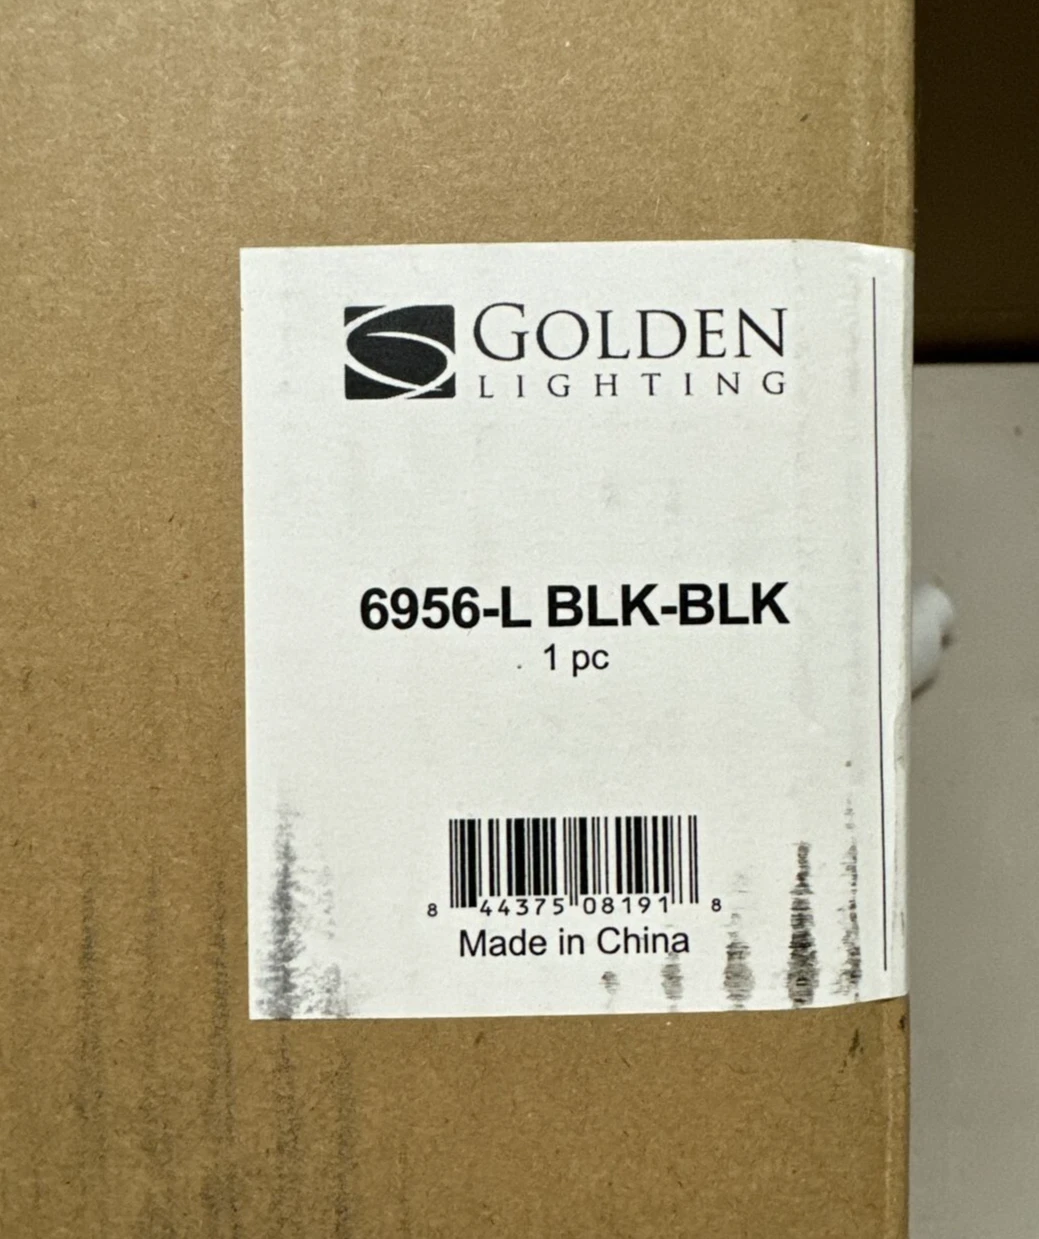 GOLDEN
LIGHTING
6956-L BLK-BLK
1 pc
8 44375 08191 8
Made in China